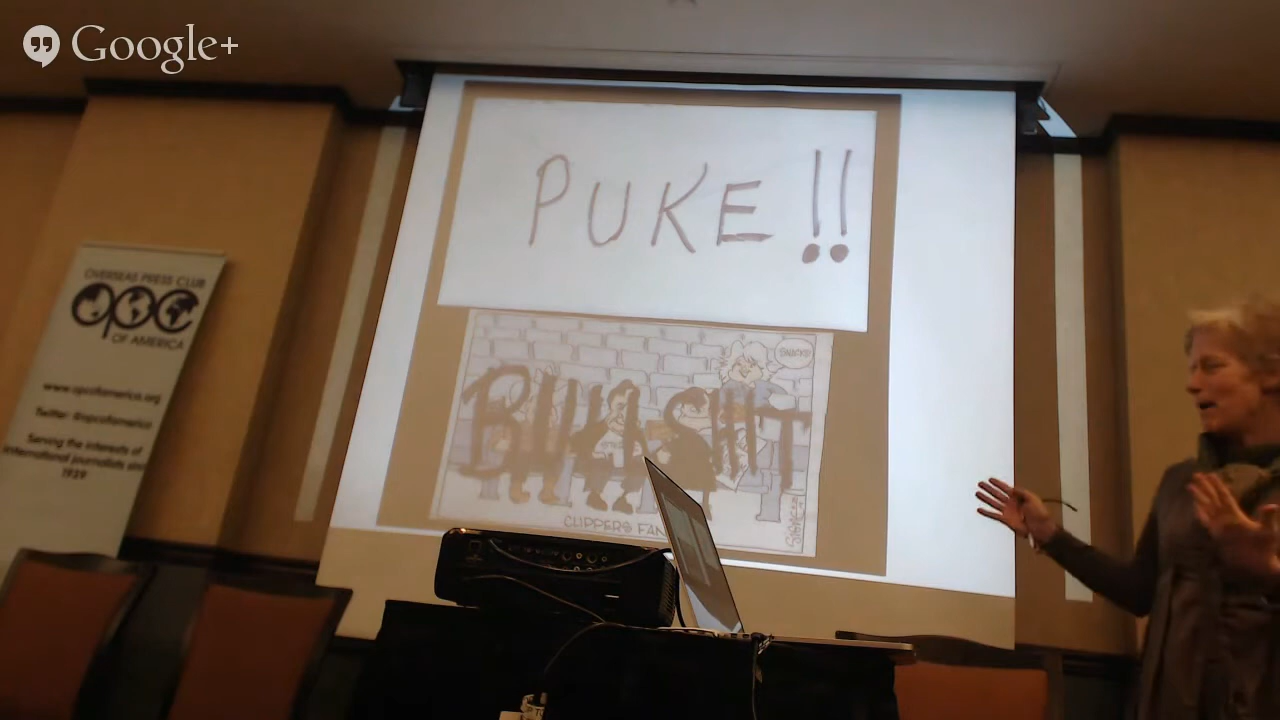 Google+
PUKE!!
SNACKS!
BULLSHIT
CLIPPERS FAN
OVERSEAS PRESS CLUB
opc
OF AMERICA
www.opcofamerica.org
Twitter: @opcofamerica
Serving the interests of
international journalists since
1939